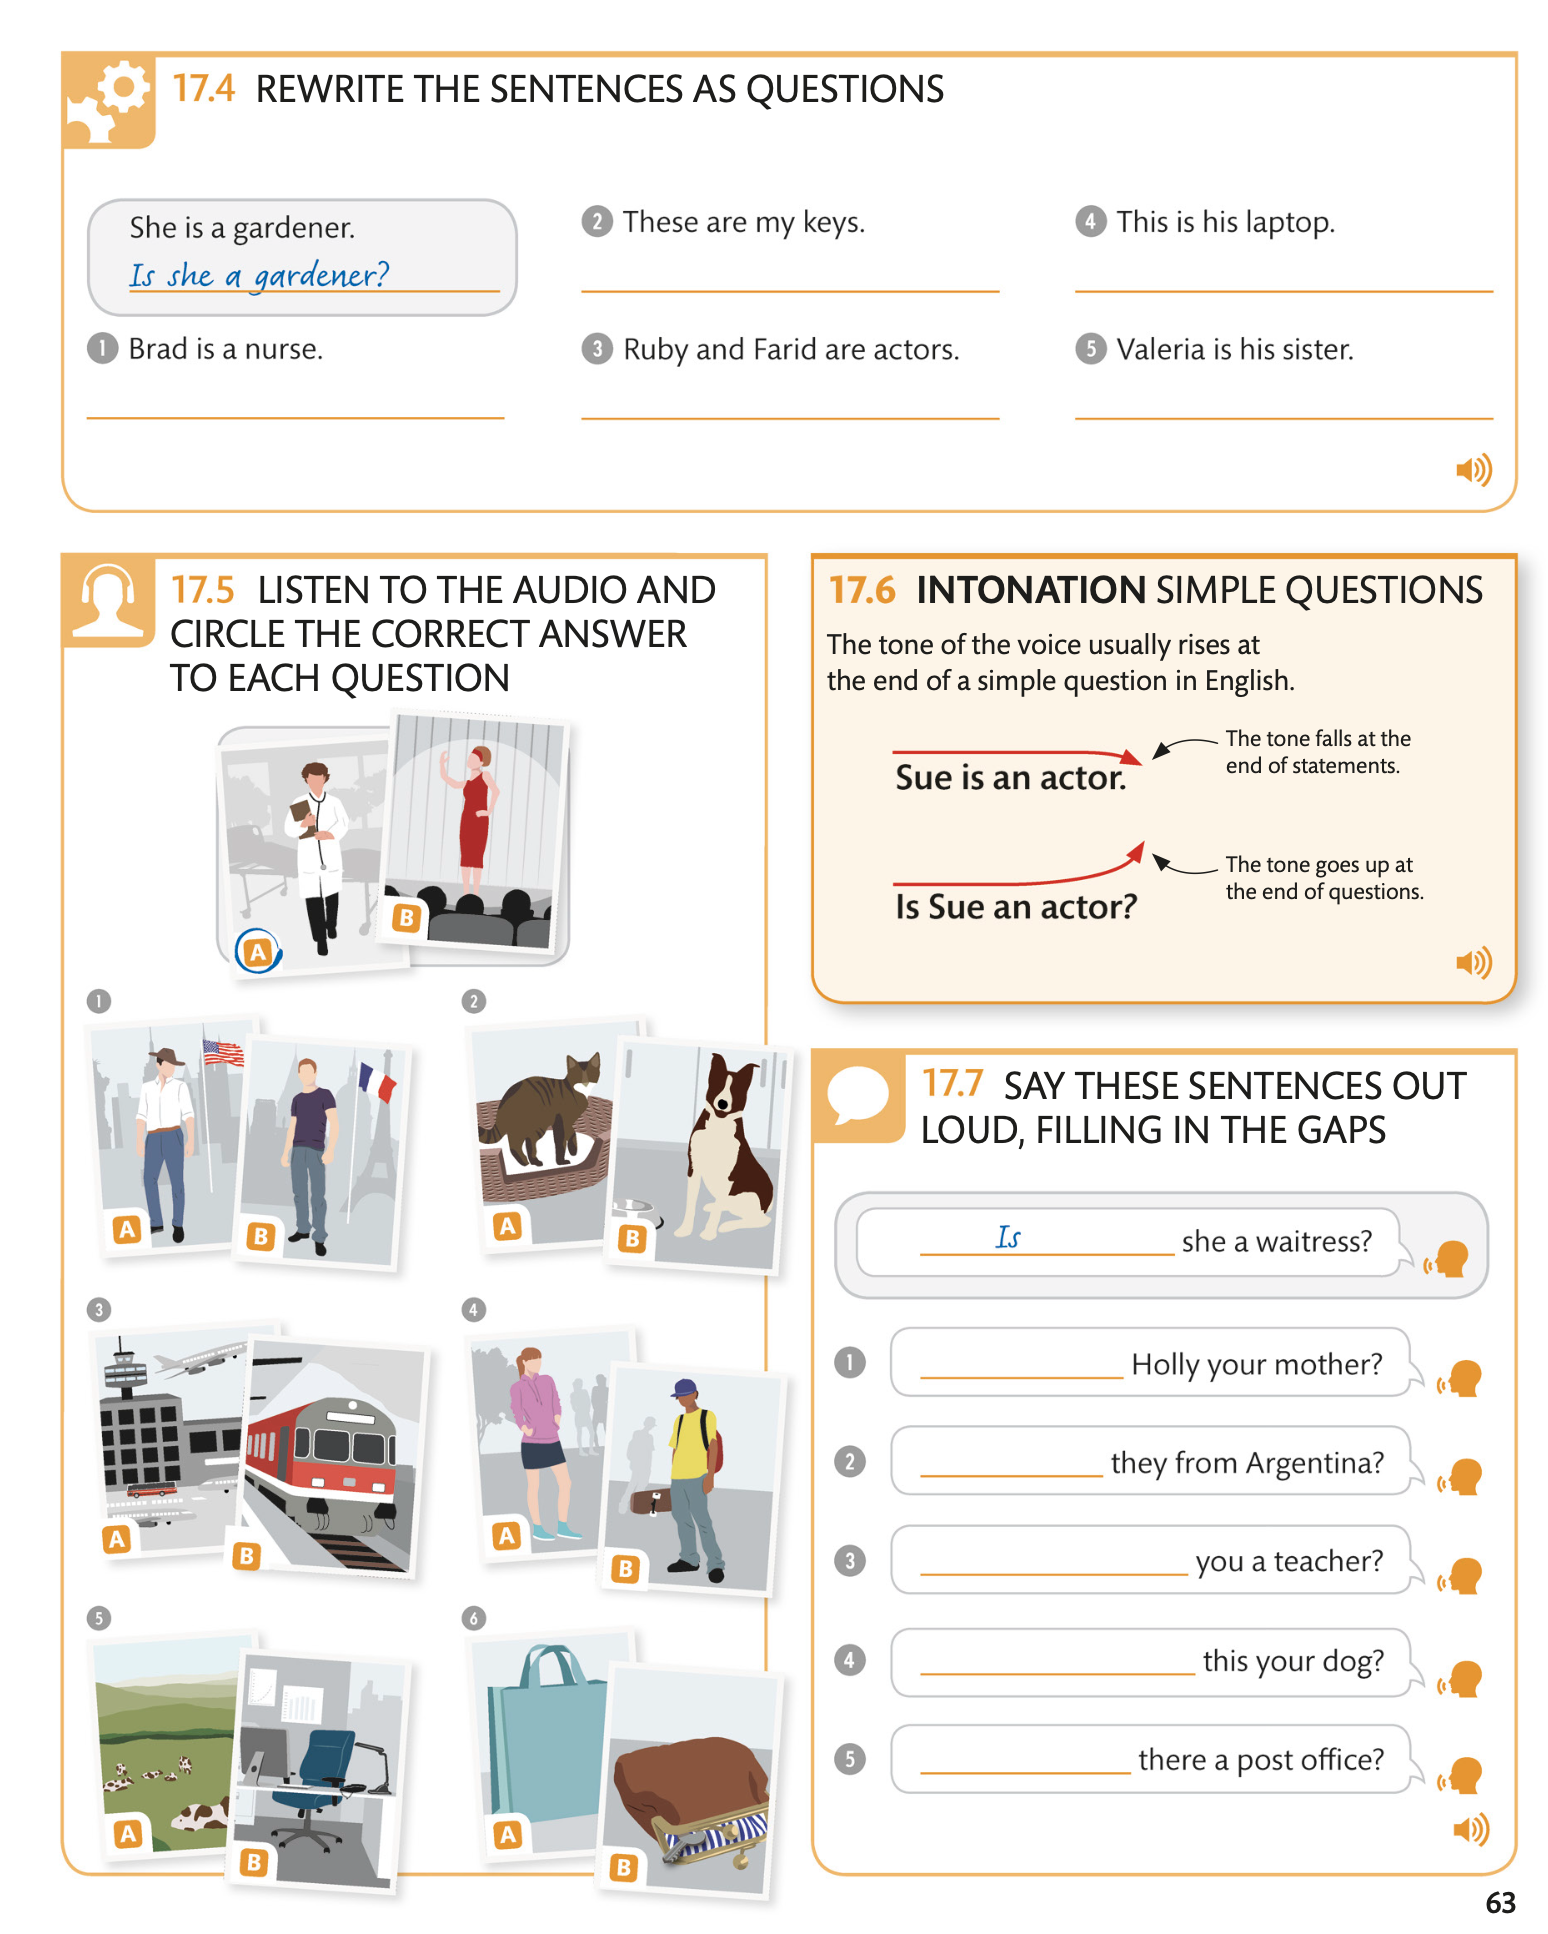 17.4 REWRITE THE SENTENCES AS QUESTIONS
She is a gardener.
Is she a gardener?
1 Brad is a nurse.
2 These are my keys.
3 Ruby and Farid are actors.
4 This is his laptop.
5 Valeria is his sister.
17.5 LISTEN TO THE AUDIO AND
CIRCLE THE CORRECT ANSWER
TO EACH QUESTION
A
B
1
A
B
2
A
B
3
A
B
4
A
B
5
A
B
6
A
B
17.6 INTONATION SIMPLE QUESTIONS
The tone of the voice usually rises at
the end of a simple question in English.
Sue is an actor.
The tone falls at the
end of statements.
Is Sue an actor?
The tone goes up at
the end of questions.
17.7 SAY THESE SENTENCES OUT
LOUD, FILLING IN THE GAPS
Is she a waitress?
1 Holly your mother?
2 they from Argentina?
3 you a teacher?
4 this your dog?
5 there a post office?
63